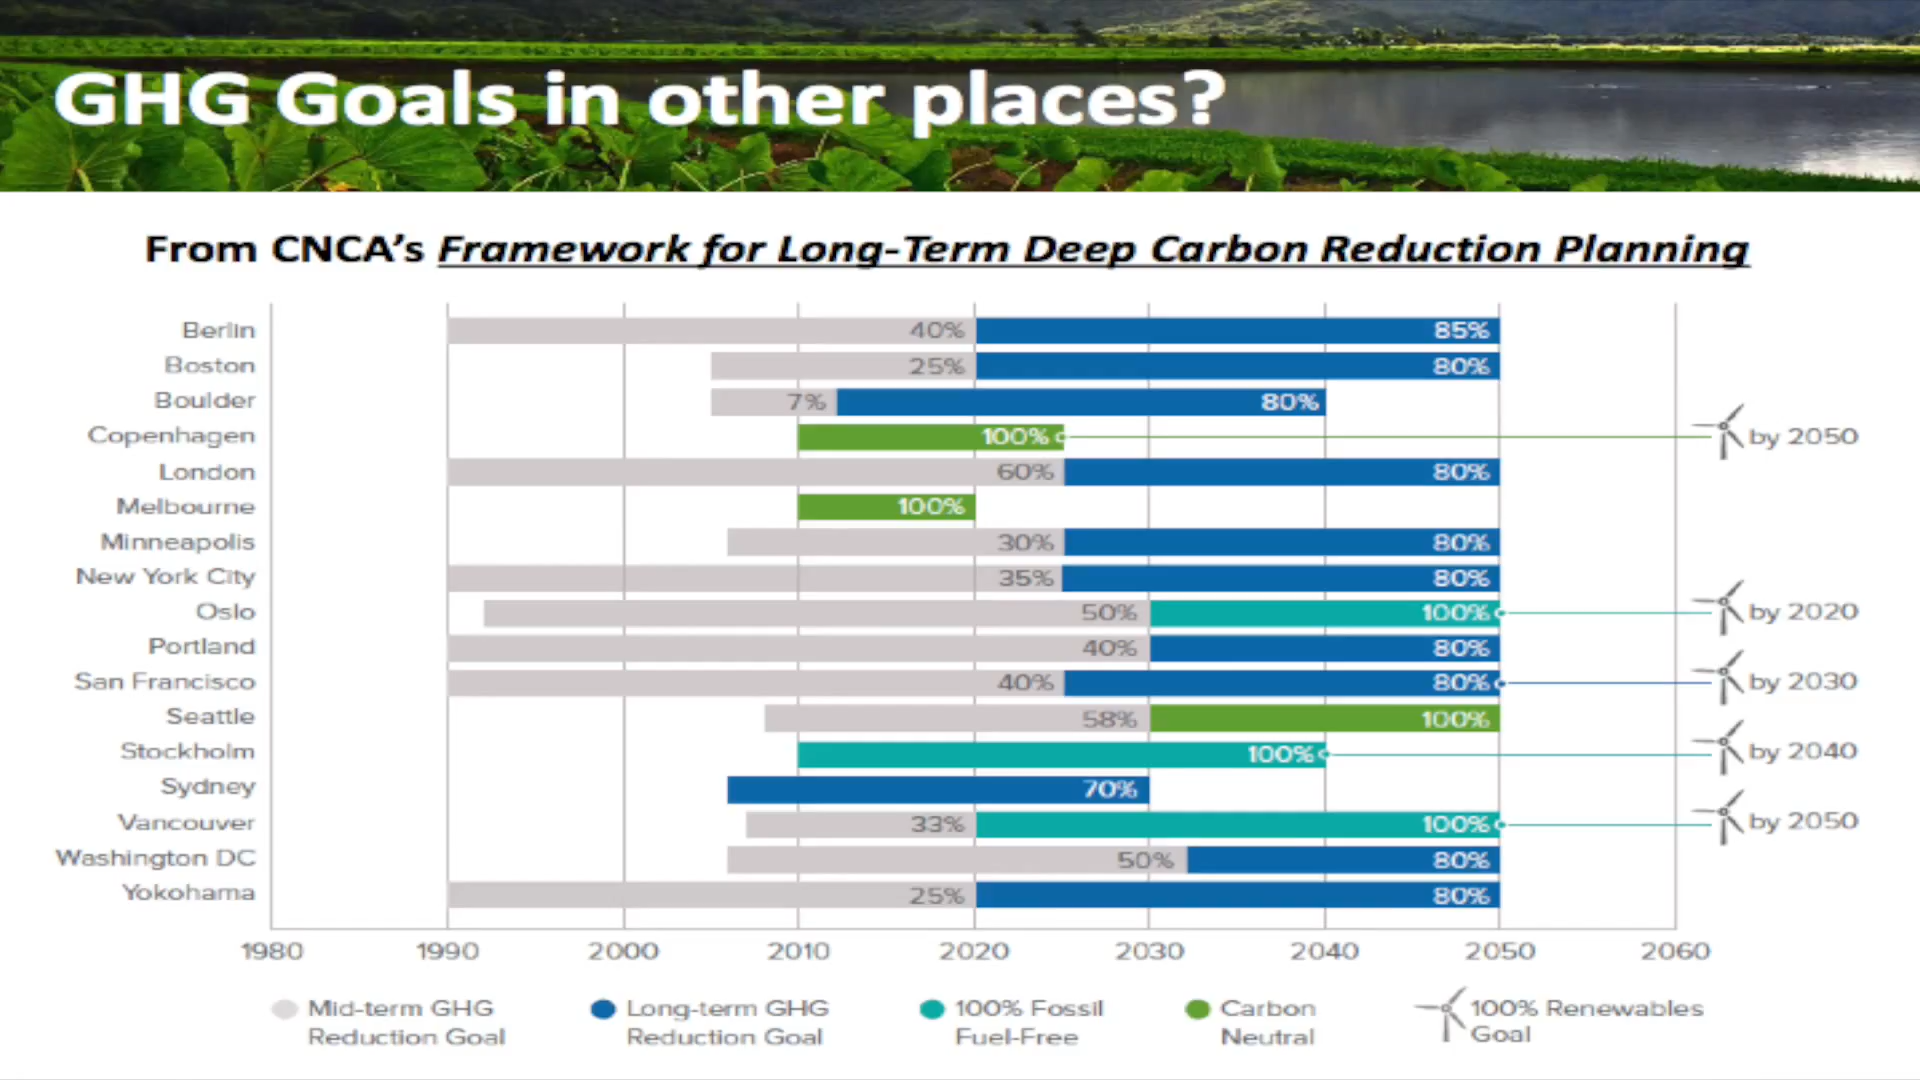 GHG Goals in other places?
From CNCA's Framework for Long-Term Deep Carbon Reduction Planning
Berlin 40% 85%
Boston 25% 80%
Boulder 7% 80%
Copenhagen 100% by 2050
London 60% 80%
Melbourne 100%
Minneapolis 30% 80%
New York City 35% 80%
Oslo 50% 100% by 2020
Portland 40% 80%
San Francisco 40% 80% by 2030
Seattle 58% 100%
Stockholm 100% by 2040
Sydney 70%
Vancouver 33% 100% by 2050
Washington DC 50% 80%
Yokohama 25% 80%
1980 1990 2000 2010 2020 2030 2040 2050 2060
Mid-term GHG
Reduction Goal
Long-term GHG
Reduction Goal
100% Fossil
Fuel-Free
Carbon
Neutral
100% Renewables
Goal